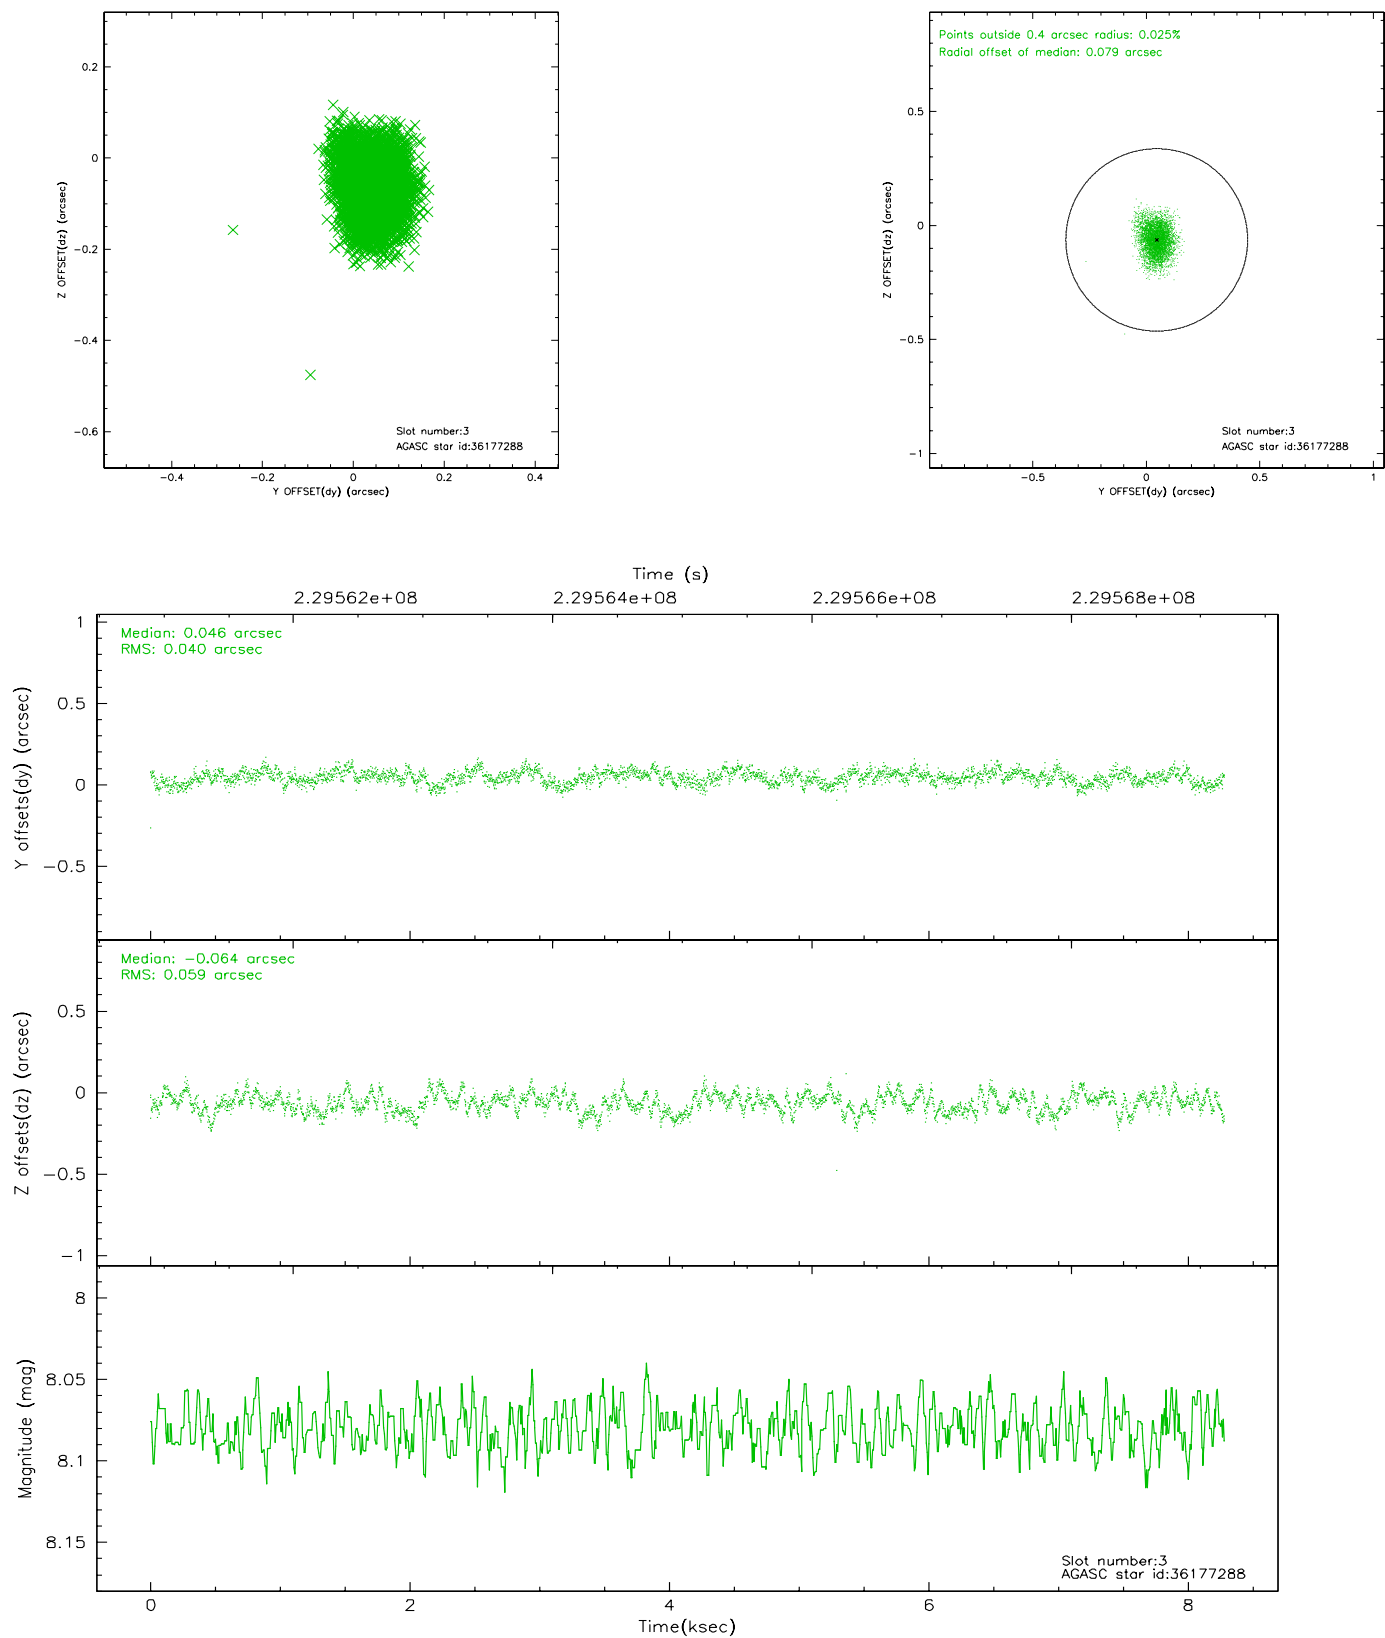 0.2
0
−0.2
−0.4
−0.6
Z OFFSET(dz) (arcsec)
Slot number:3
AGASC star id:36177288
−0.4 −0.2 0 0.2 0.4
Y OFFSET(dy) (arcsec)
Points outside 0.4 arcsec radius: 0.025%
Radial offset of median: 0.079 arcsec
0.5
0
−0.5
−1
Z OFFSET(dz) (arcsec)
Slot number:3
AGASC star id:36177288
−0.5 0 0.5 1
Y OFFSET(dy) (arcsec)
Time (s)
2.29562e+08 2.29564e+08 2.29566e+08 2.29568e+08
Median: 0.046 arcsec
RMS: 0.040 arcsec
1
0.5
0
−0.5
Y offsets(dy) (arcsec)
Median: −0.064 arcsec
RMS: 0.059 arcsec
0.5
0
−0.5
−1
Z offsets(dz) (arcsec)
8
8.05
8.1
8.15
Magnitude (mag)
Slot number:3
AGASC star id:36177288
0 2 4 6 8
Time(ksec)